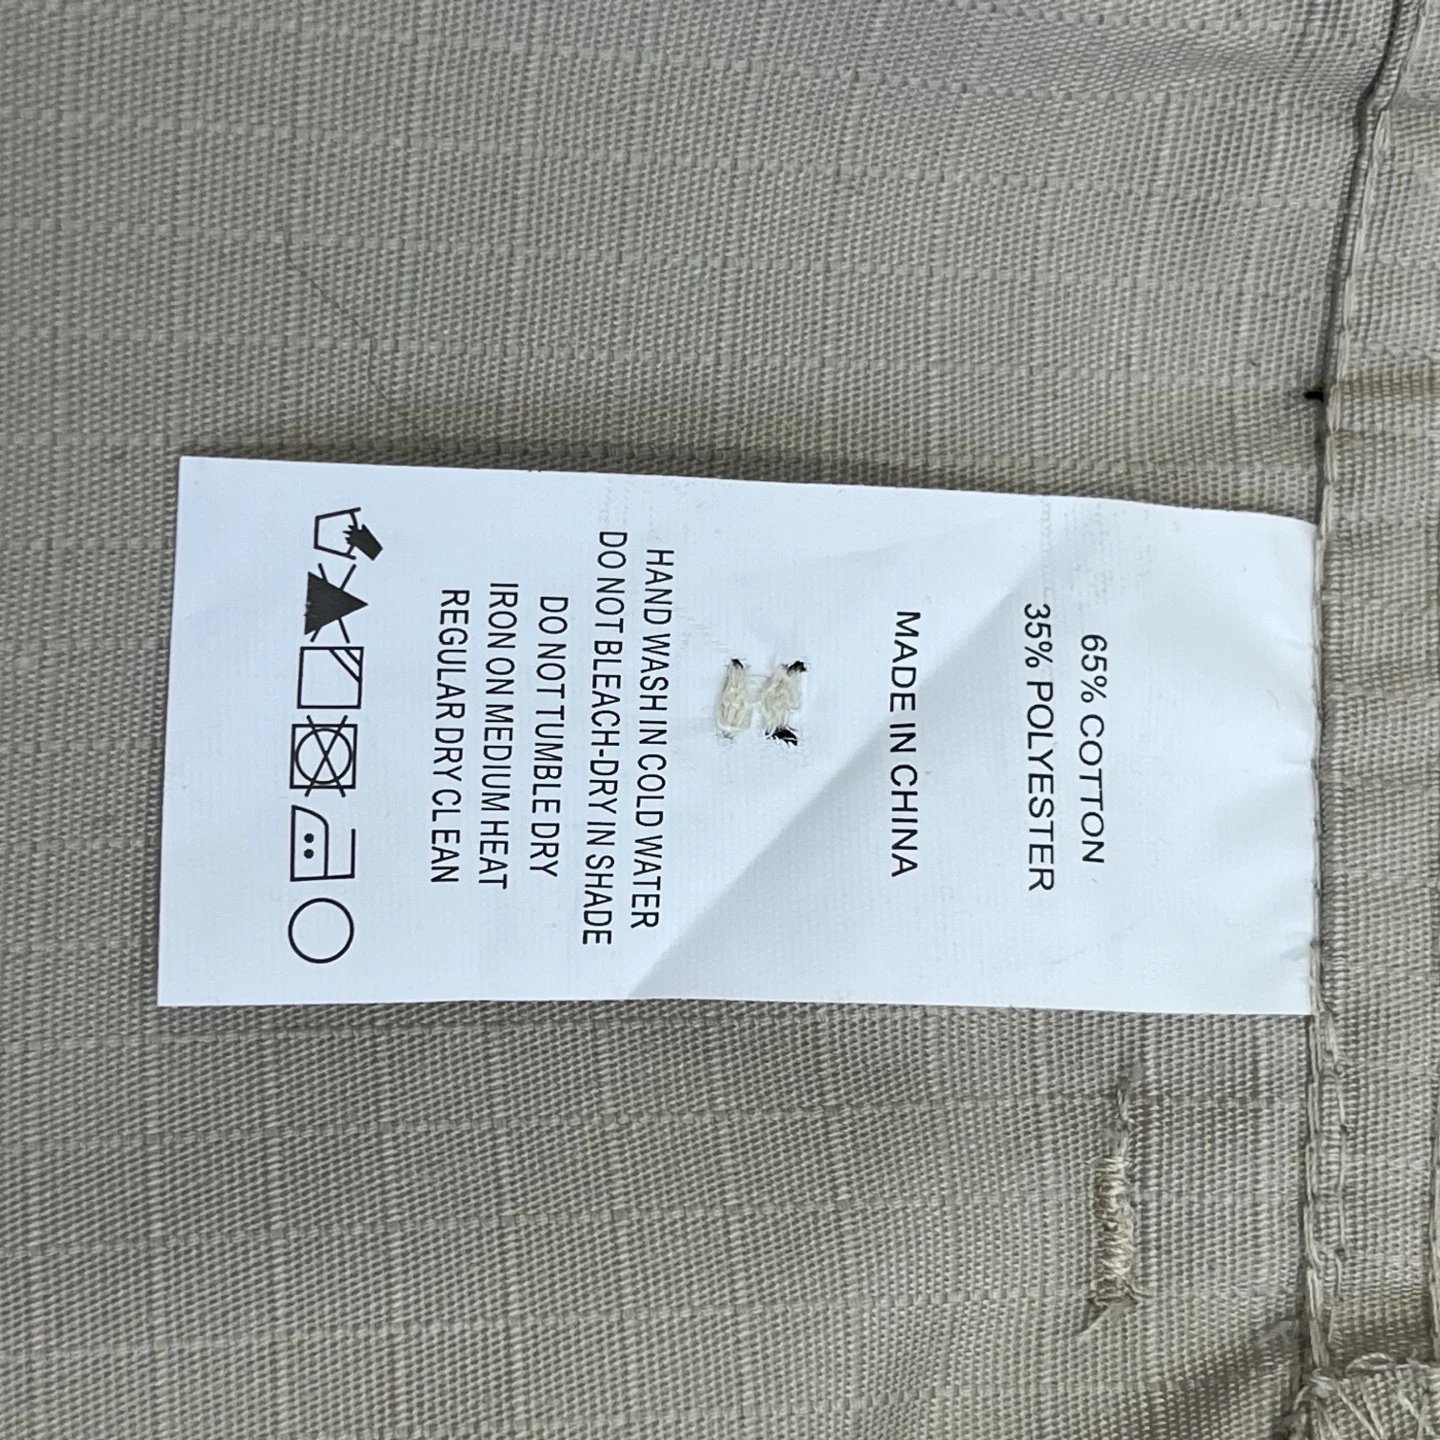 65% COTTON
35% POLYESTER
MADE IN CHINA
HAND WASH IN COLD WATER
DO NOT BLEACH-DRY IN SHADE
DO NOT TUMBLE DRY
IRON ON MEDIUM HEAT
REGULAR DRY CLEAN